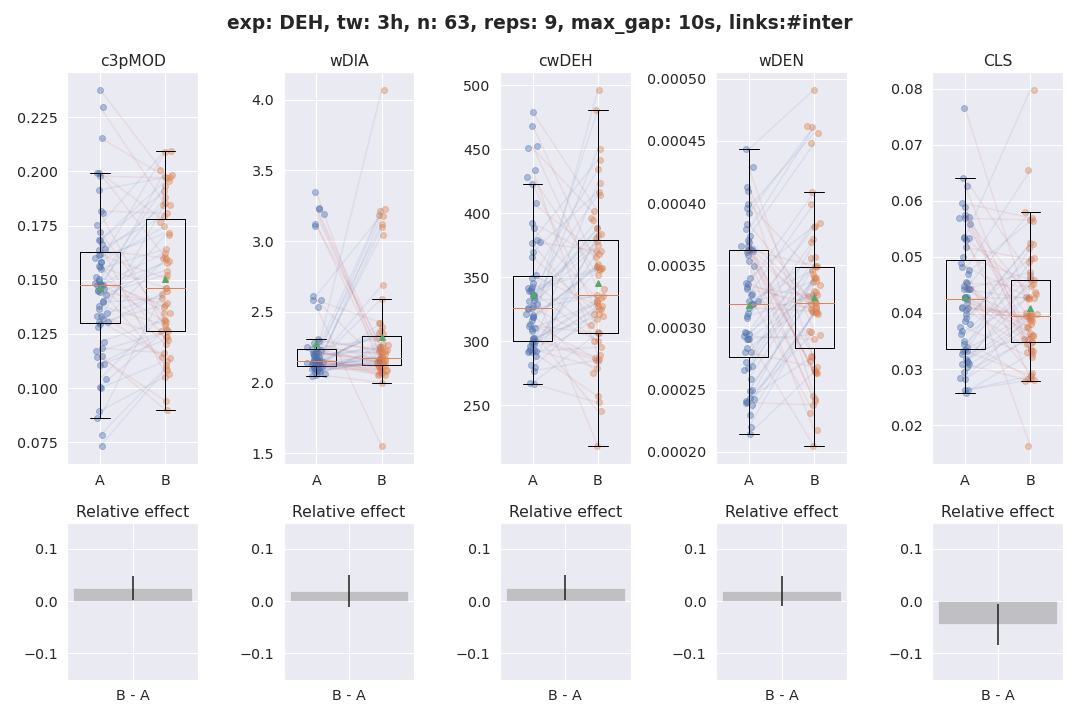 exp: DEH, tw: 3h, n: 63, reps: 9, max_gap: 10s, links:#inter
c3pMOD
wDIA
cwDEH
wDEN
CLS
0.225
0.200
0.175
0.150
0.125
0.100
0.075
4.0
3.5
3.0
2.5
2.0
1.5
500
450
400
350
300
250
0.00050
0.00045
0.00040
0.00035
0.00030
0.00025
0.00020
0.08
0.07
0.06
0.05
0.04
0.03
0.02
A B
A B
A B
A B
A B
Relative effect
Relative effect
Relative effect
Relative effect
Relative effect
0.1
0.0
−0.1
0.1
0.0
−0.1
0.1
0.0
−0.1
0.1
0.0
−0.1
0.1
0.0
−0.1
B - A
B - A
B - A
B - A
B - A